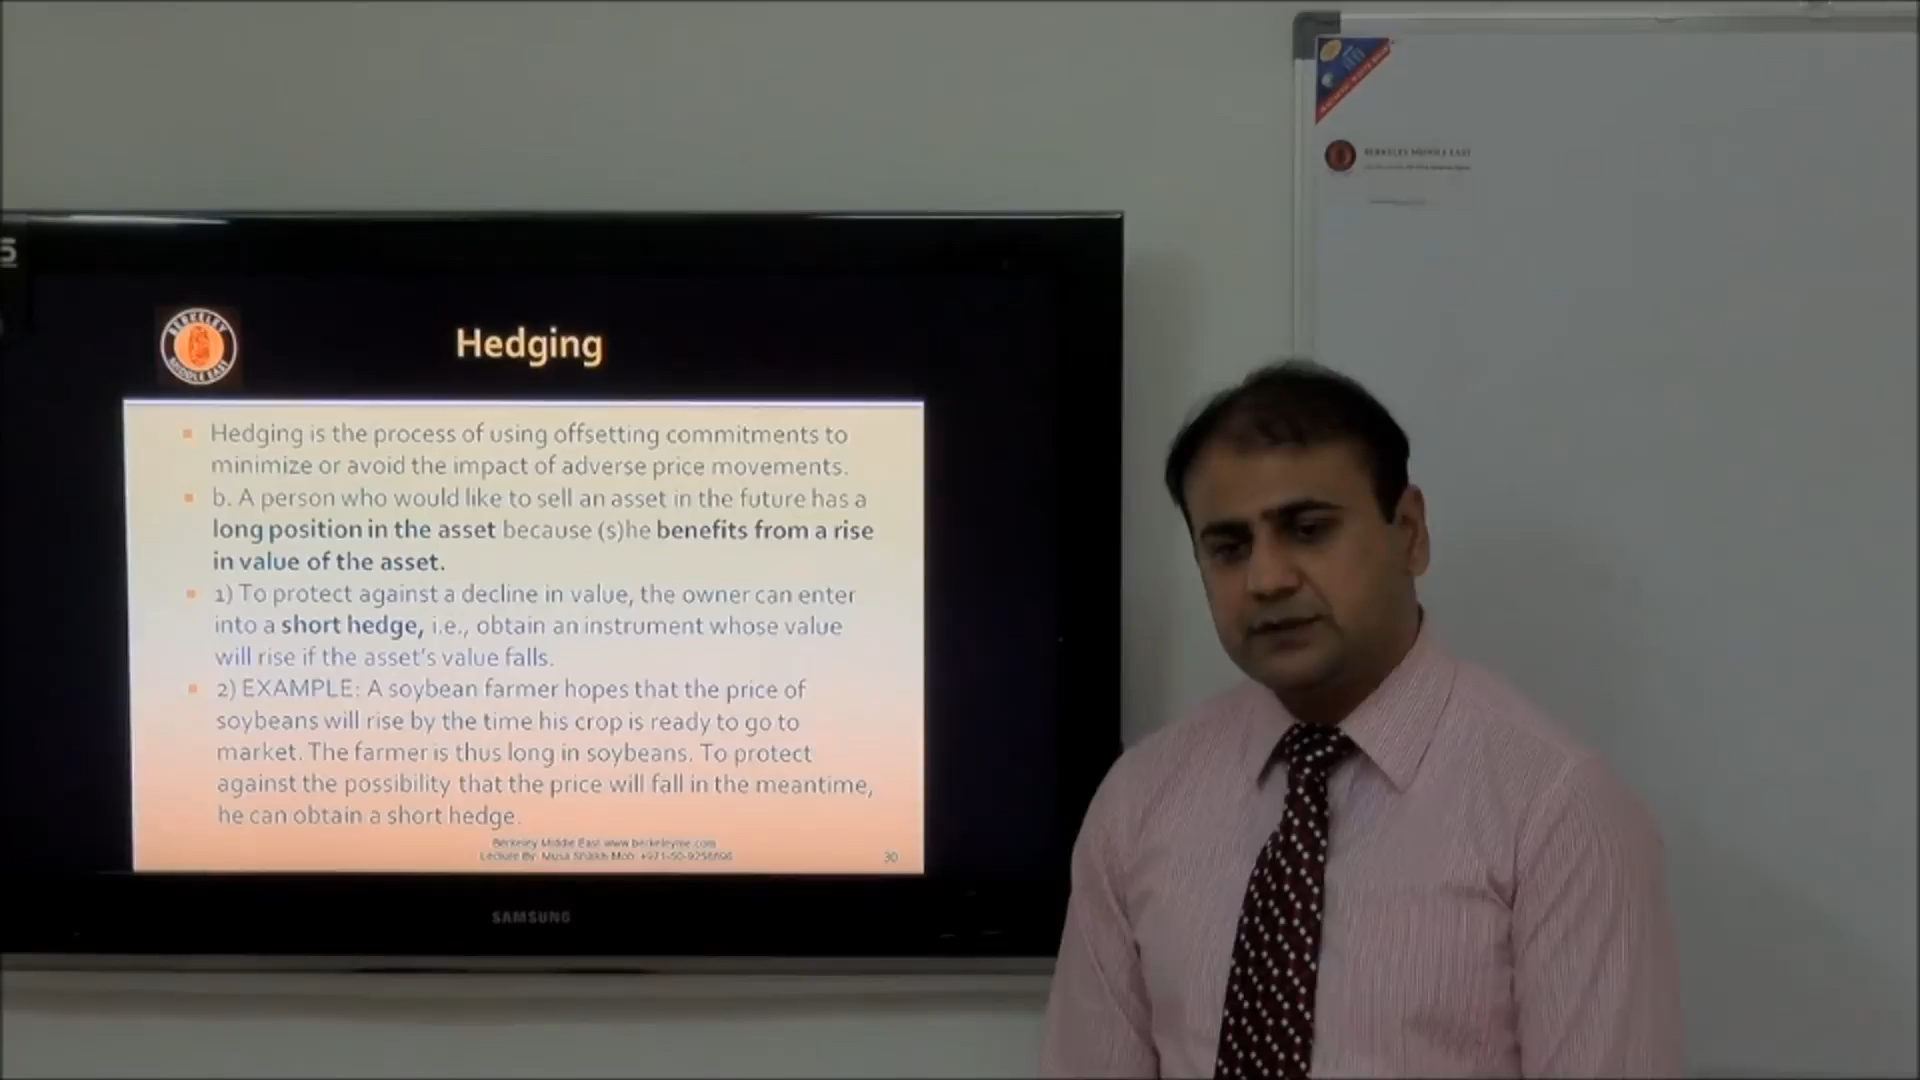 5
BERKELEY
MIDDLE EAST
Hedging
Hedging is the process of using offsetting commitments to
minimize or avoid the impact of adverse price movements.
b. A person who would like to sell an asset in the future has a
long position in the asset because (s)he benefits from a rise
in value of the asset.
1) To protect against a decline in value, the owner can enter
into a short hedge, i.e., obtain an instrument whose value
will rise if the asset's value falls.
2) EXAMPLE: A soybean farmer hopes that the price of
soybeans will rise by the time his crop is ready to go to
market. The farmer is thus long in soybeans. To protect
against the possibility that the price will fall in the meantime,
he can obtain a short hedge.
Berkeley Middle East www.berkeleyme.com
Lecture By: Musa Shaikh Mob:
30
SAMSUNG
BERKELEY MIDDLE EAST